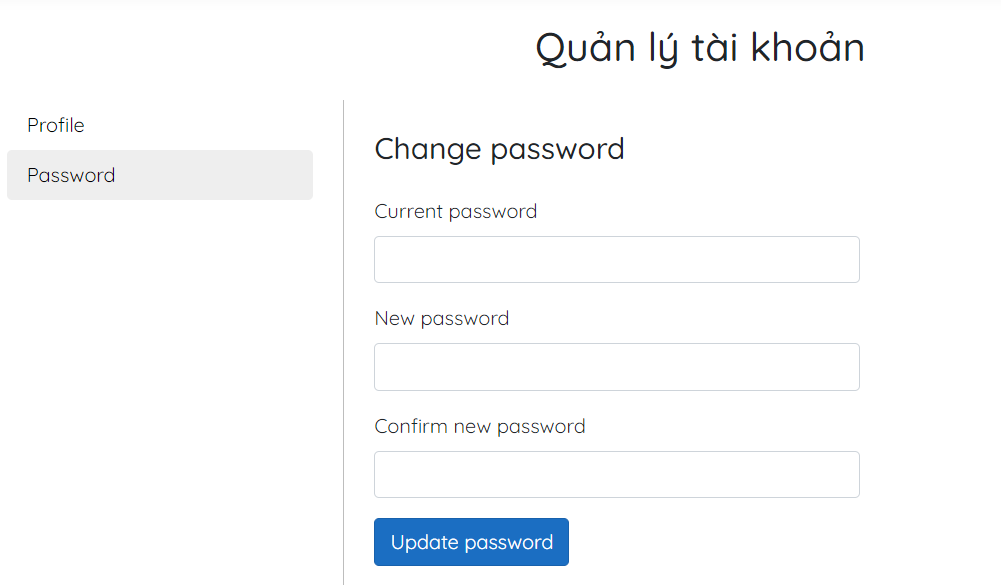 Quản lý tài khoản
Profile
Password
Change password
Current password
New password
Confirm new password
Update password